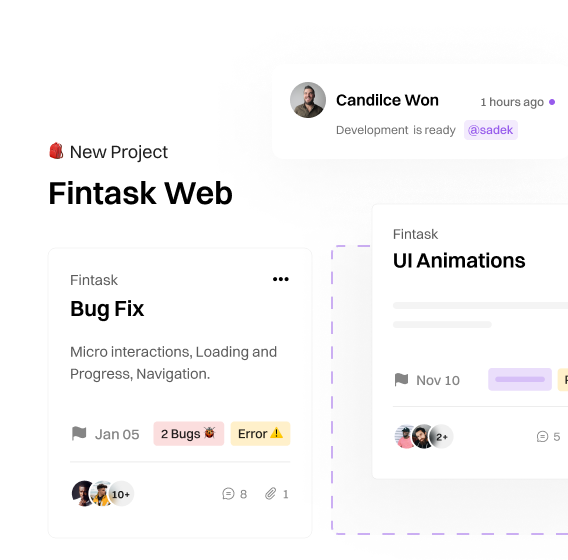 Candilce Won
1 hours ago
Development is ready @sadek
New Project
Fintask Web
Fintask
Bug Fix
Micro interactions, Loading and
Progress, Navigation.
Jan 05 2 Bugs Error
10+ 8 1
Fintask
UI Animations
Nov 10
2+ 5